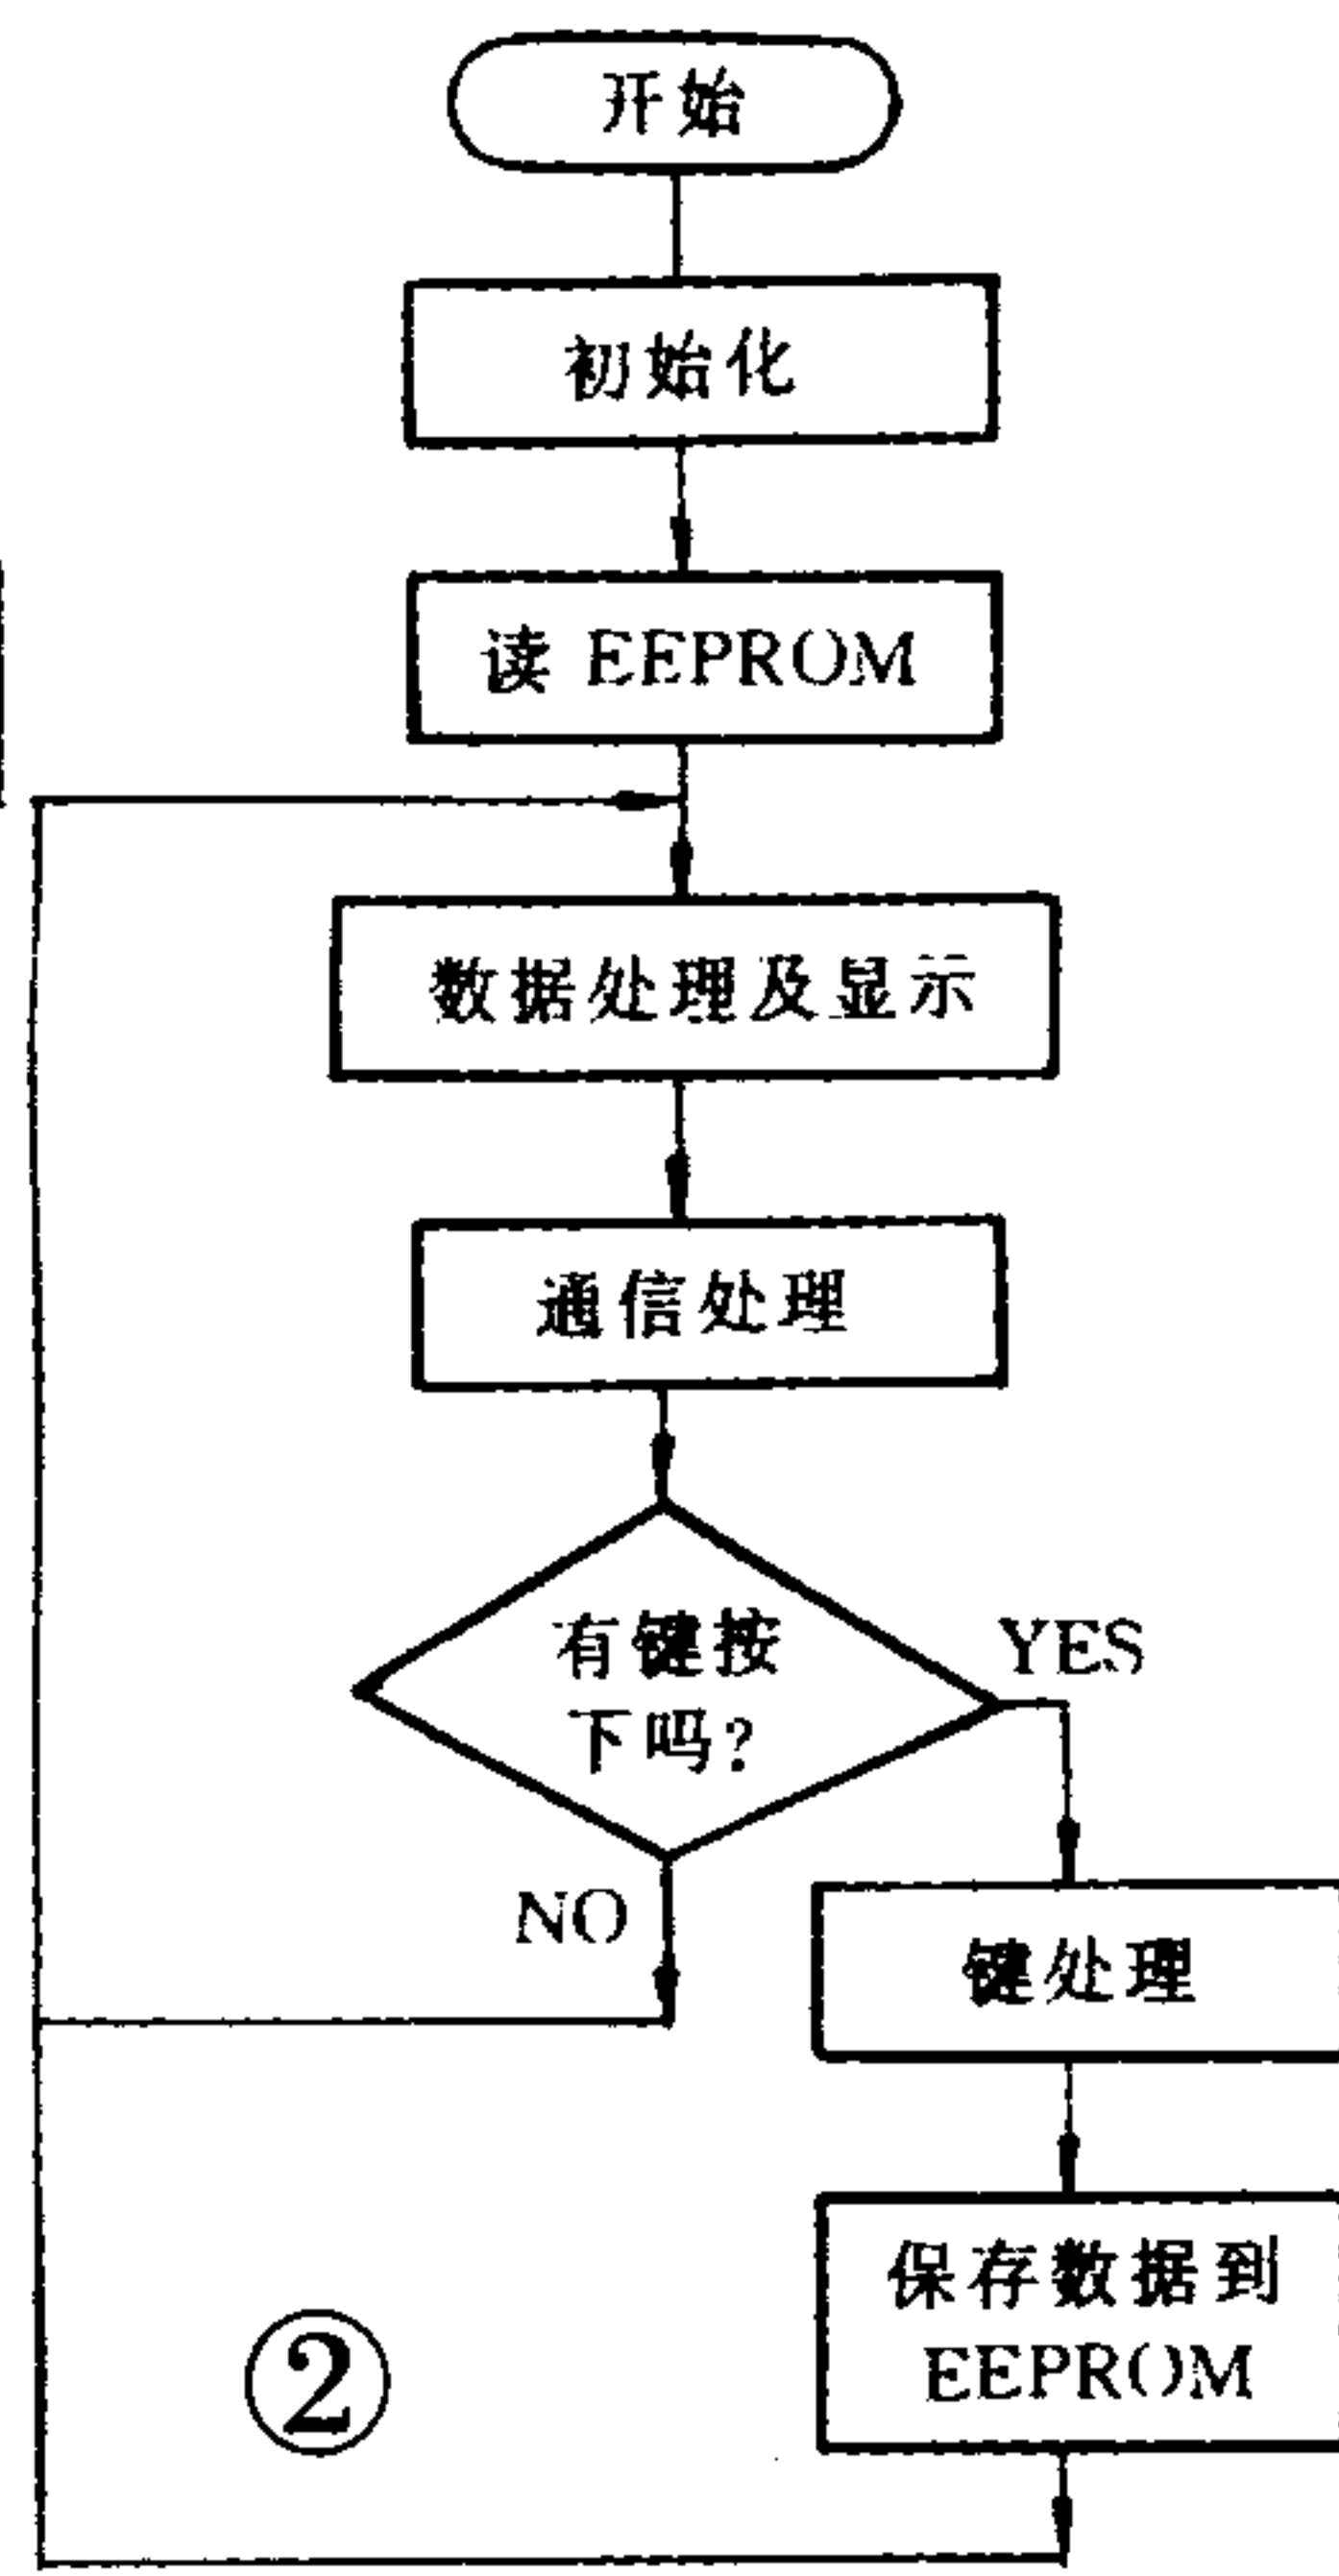 开始
初始化
读 EEPROM
数据处理及显示
通信处理
有键按
下吗?
YES
NO
键处理
保存数据到
EEPROM
②